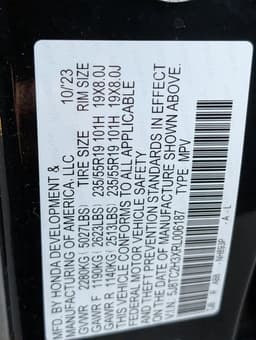 MFD BY HONDA DEVELOPMENT &
MANUFACTURING OF AMERICA, LLC 10/23
GVWR 2280KG( 5027LBS) TIRE SIZE RIM SIZE
GAWR F 1190KG( 2623LBS) 235/55R19 101H 19X8.0J
GAWR R 1140KG( 2513LBS) 235/55R19 101H 19X8.0J
THIS VEHICLE CONFORMS TO ALL APPLICABLE
FEDERAL MOTOR VEHICLE SAFETY
AND THEFT PREVENTION STANDARDS IN EFFECT
ON THE DATE OF MANUFACTURE SHOWN ABOVE.
V.I.N. TYPE: MPV
A-L